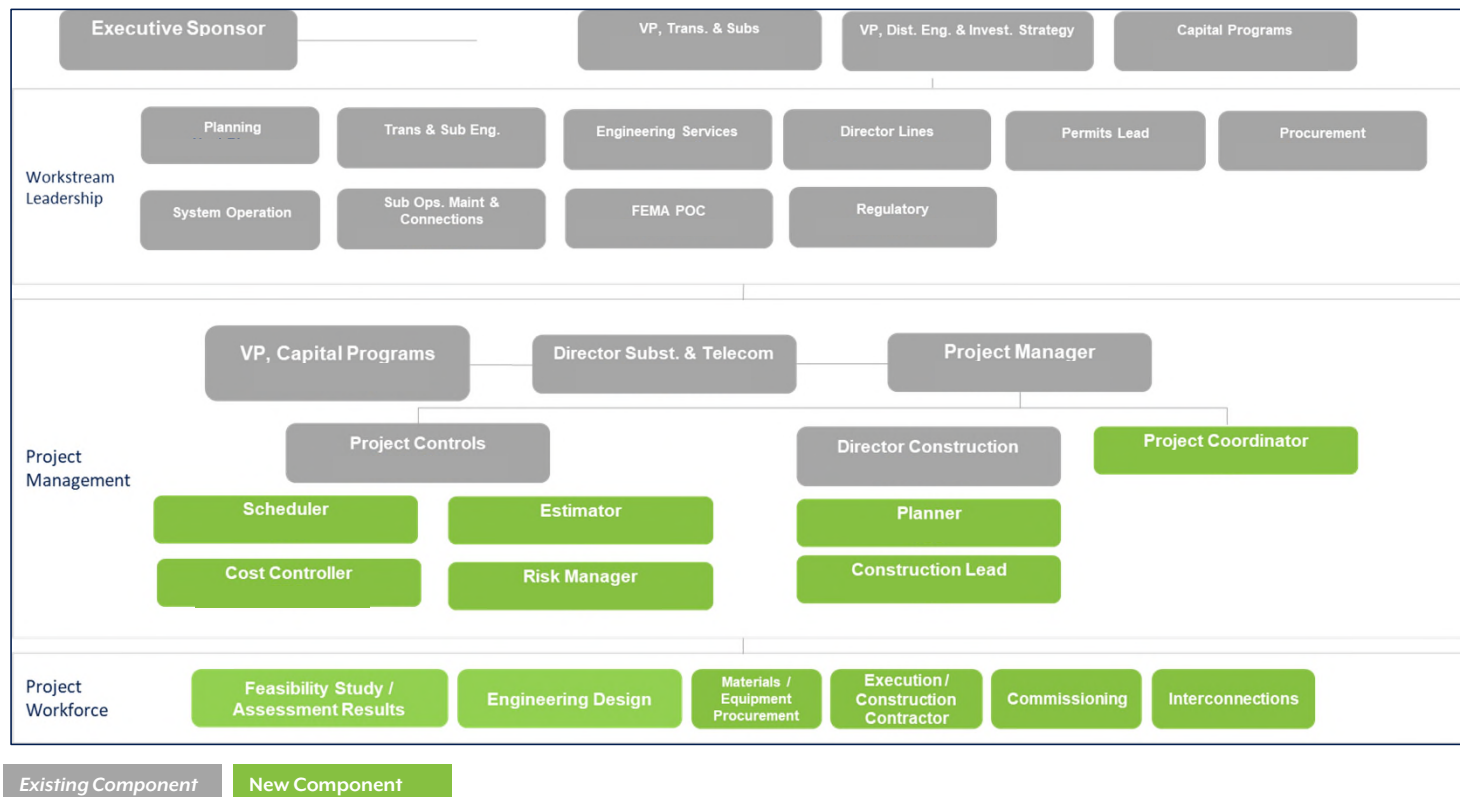 Executive Sponsor
VP, Trans. & Subs
VP, Dist. Eng. & Invest. Strategy
Capital Programs
Workstream
Leadership
Planning
Trans & Sub Eng.
Engineering Services
Director Lines
Permits Lead
Procurement
System Operation
Sub Ops. Maint &
Connections
FEMA POC
Regulatory
Project
Management
VP, Capital Programs
Director Subst. & Telecom
Project Manager
Project Controls
Director Construction
Project Coordinator
Scheduler
Estimator
Planner
Cost Controller
Risk Manager
Construction Lead
Project
Workforce
Feasibility Study /
Assessment Results
Engineering Design
Materials /
Equipment
Procurement
Execution /
Construction
Contractor
Commissioning
Interconnections
Existing Component
New Component